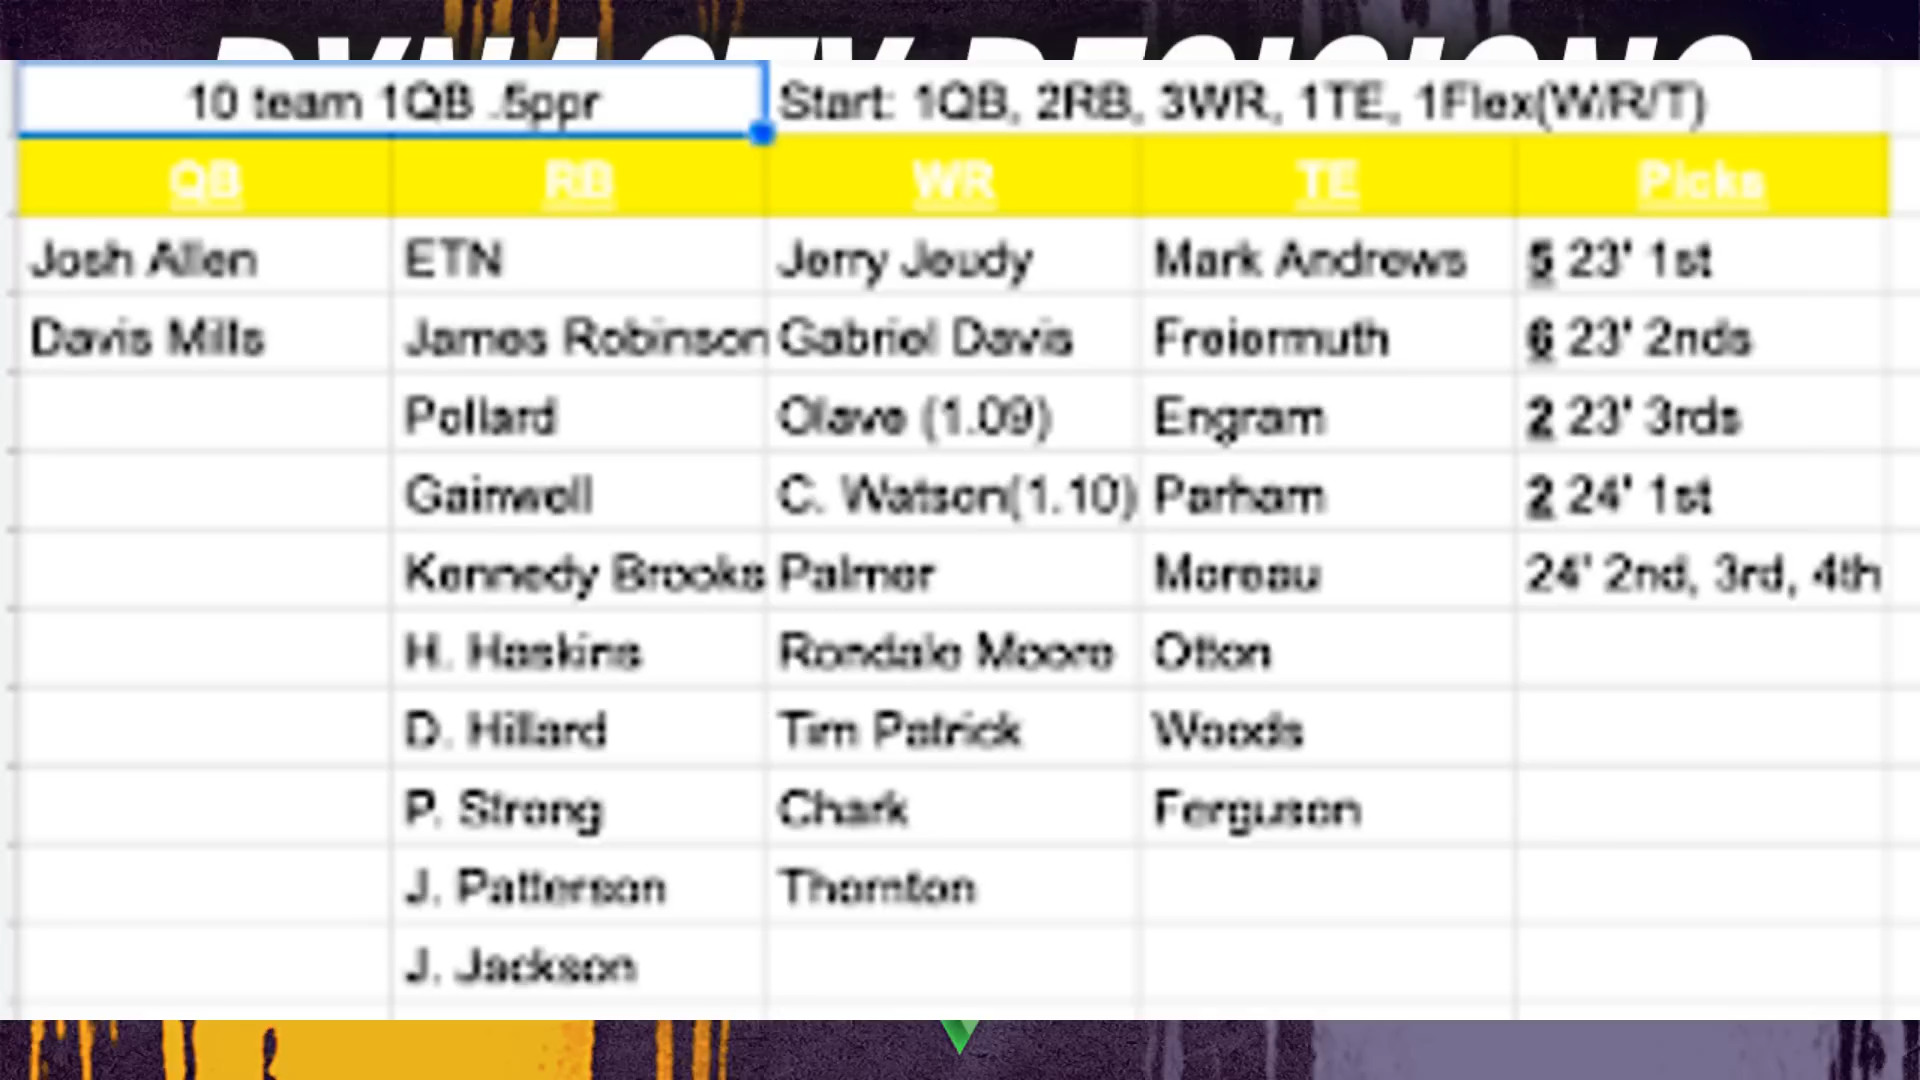 DYNASTY DECISIONS
10 team 1QB .5ppr Start: 1QB, 2RB, 3WR, 1TE, 1Flex(W/R/T)
QB RB WR TE Picks
Josh Allen ETN Jerry Jeudy Mark Andrews 5 23' 1st
Davis Mills James Robinson Gabriel Davis Freiermuth 6 23' 2nds
Pollard Olave (1.09) Engram 2 23' 3rds
Gainwell C. Watson(1.10) Parham 2 24' 1st
Kennedy Brooks Palmer Moreau 24' 2nd, 3rd, 4th
H. Haskins Rondale Moore Otton
D. Hillard Tim Patrick Woods
P. Strong Chark Ferguson
J. Patterson Thornton
J. Jackson